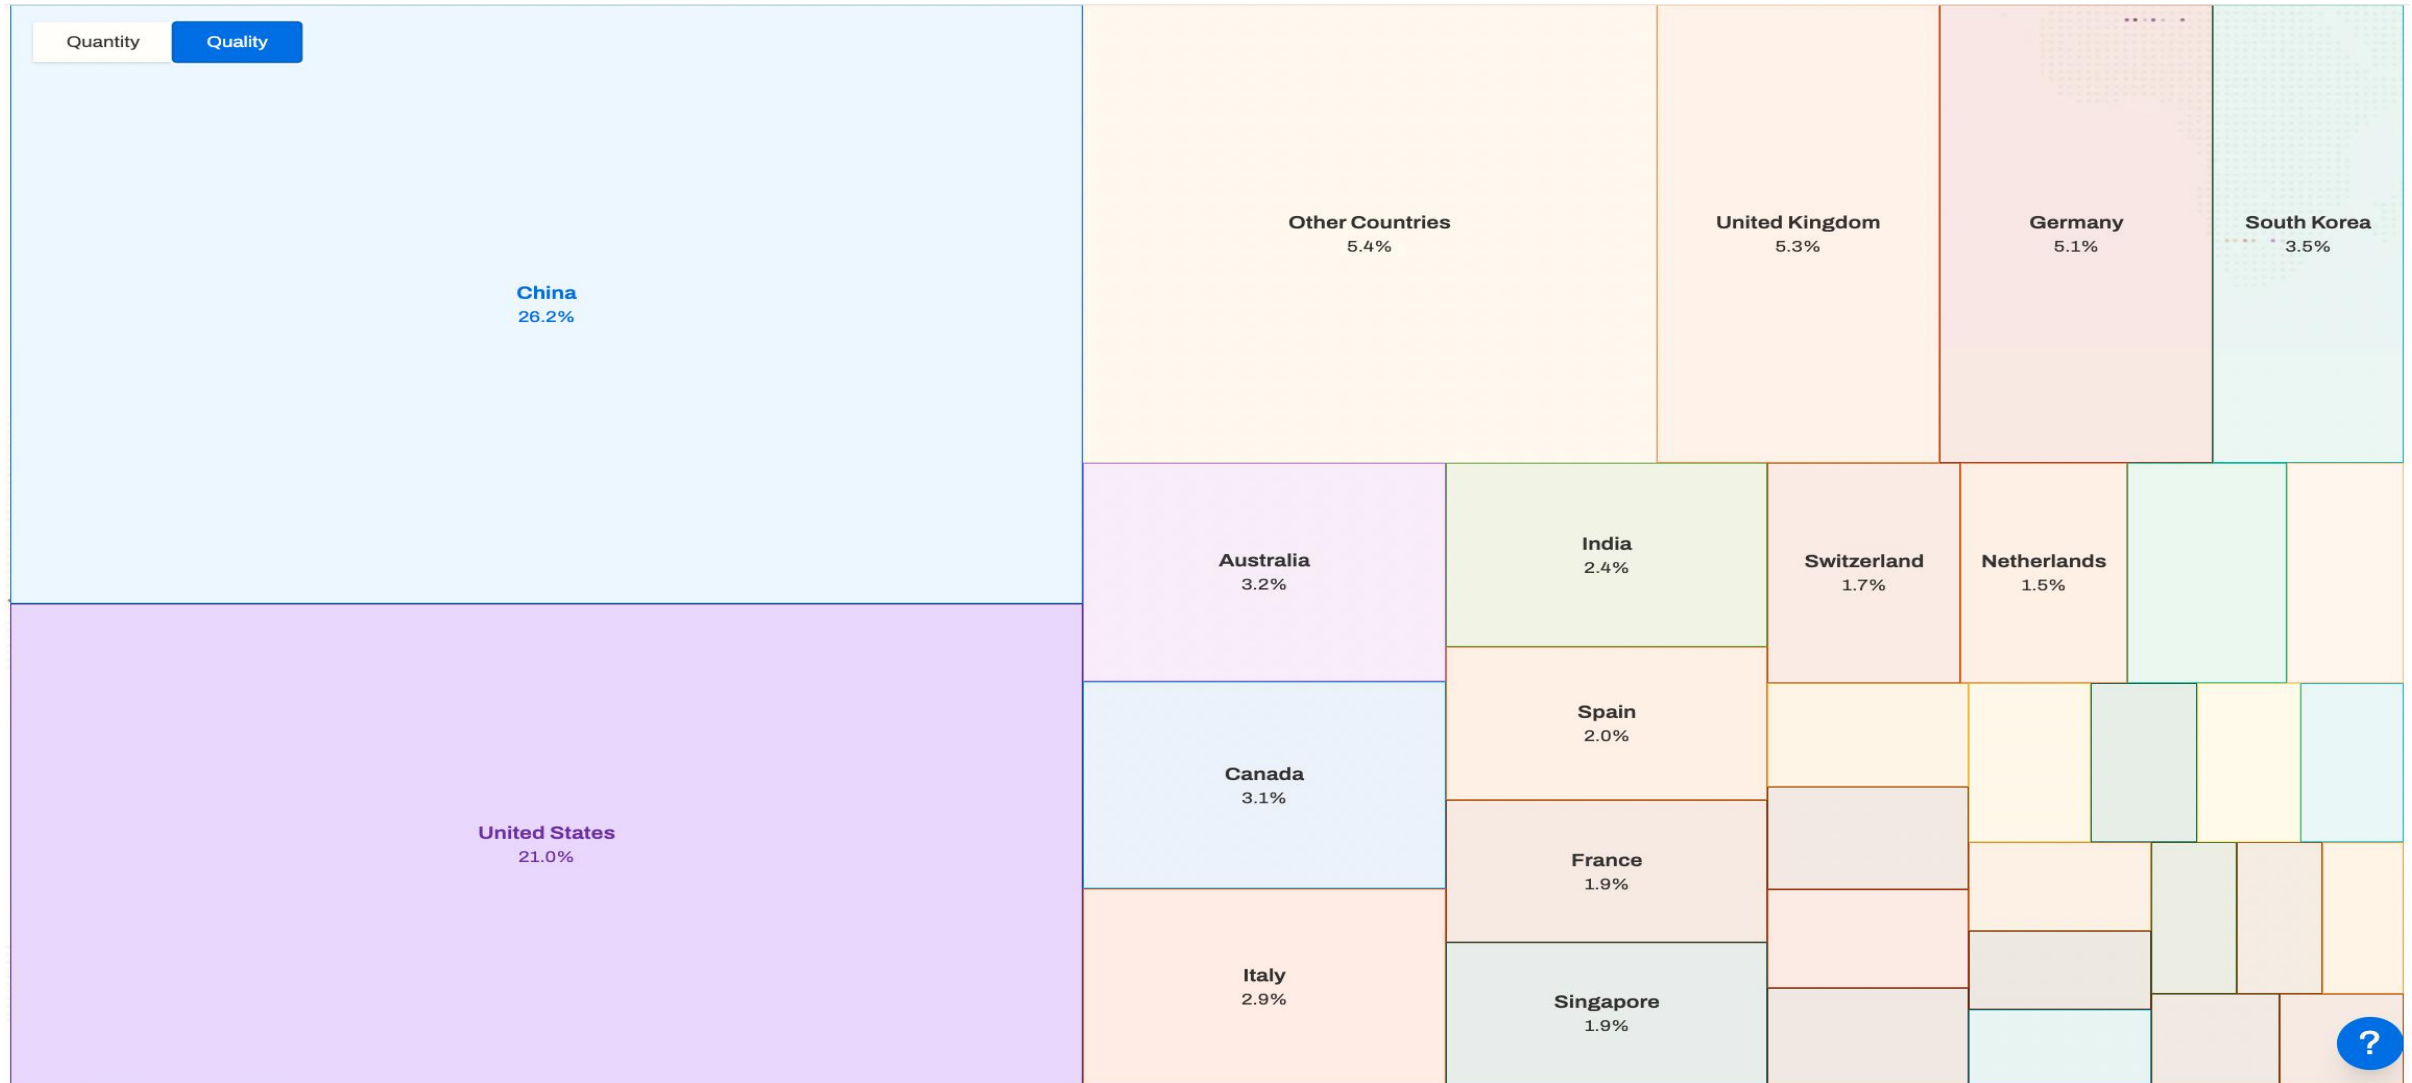 Quantity
Quality
China
26.2%
United States
21.0%
Other Countries
5.4%
United Kingdom
5.3%
Germany
5.1%
South Korea
3.5%
Australia
3.2%
Canada
3.1%
Italy
2.9%
India
2.4%
Spain
2.0%
France
1.9%
Singapore
1.9%
Switzerland
1.7%
Netherlands
1.5%
?